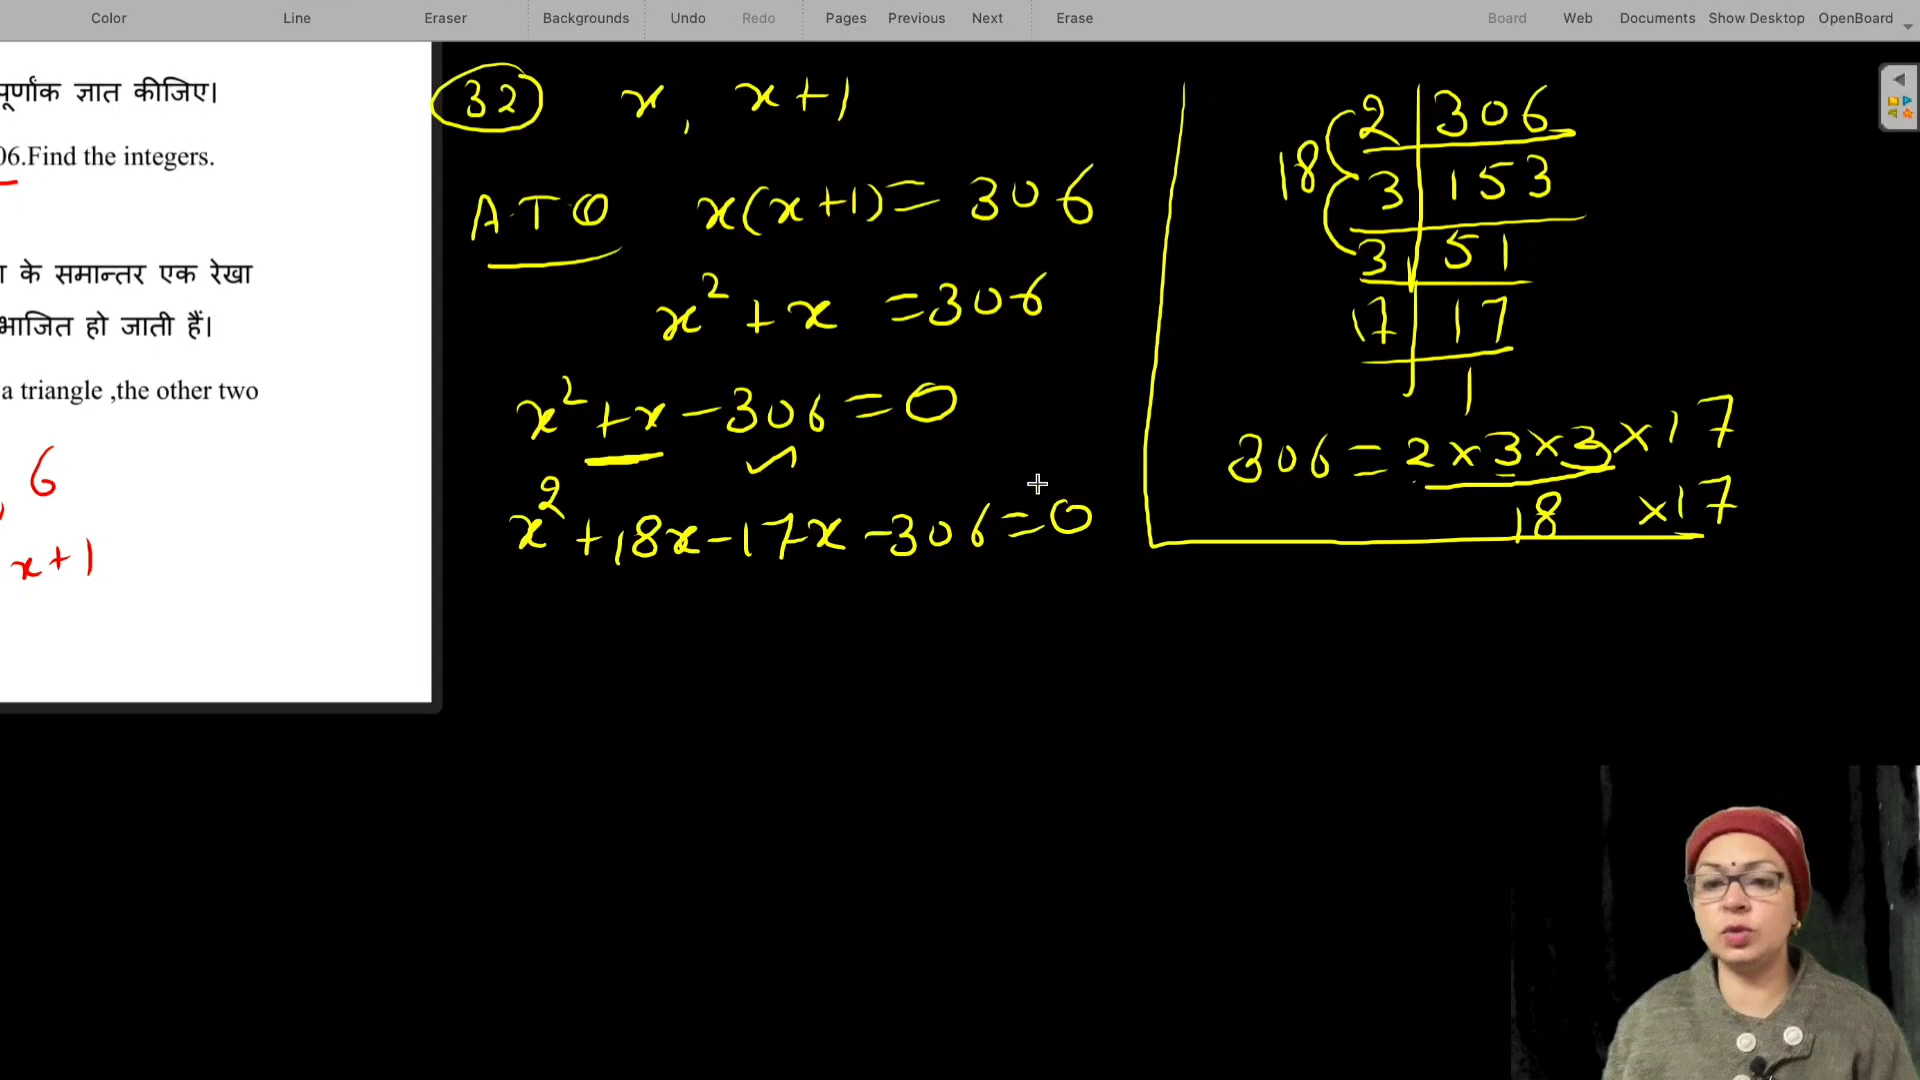 Color Line Eraser Backgrounds Undo Redo Pages Previous Next Erase Board Web Documents Show Desktop OpenBoard
पूर्णांक ज्ञात कीजिए।
06.Find the integers.
के समान्तर एक रेखा
भाजित हो जाती हैं।
a triangle ,the other two
, 6
x+1
32 x, x+1
A.T.Q x(x+1)= 306
x²+x =306
x²+x-306=0
x²+18x-17x-306=0
18
2 306
3 153
3 51
17 17
1
306=2×3×3×17
18 ×17